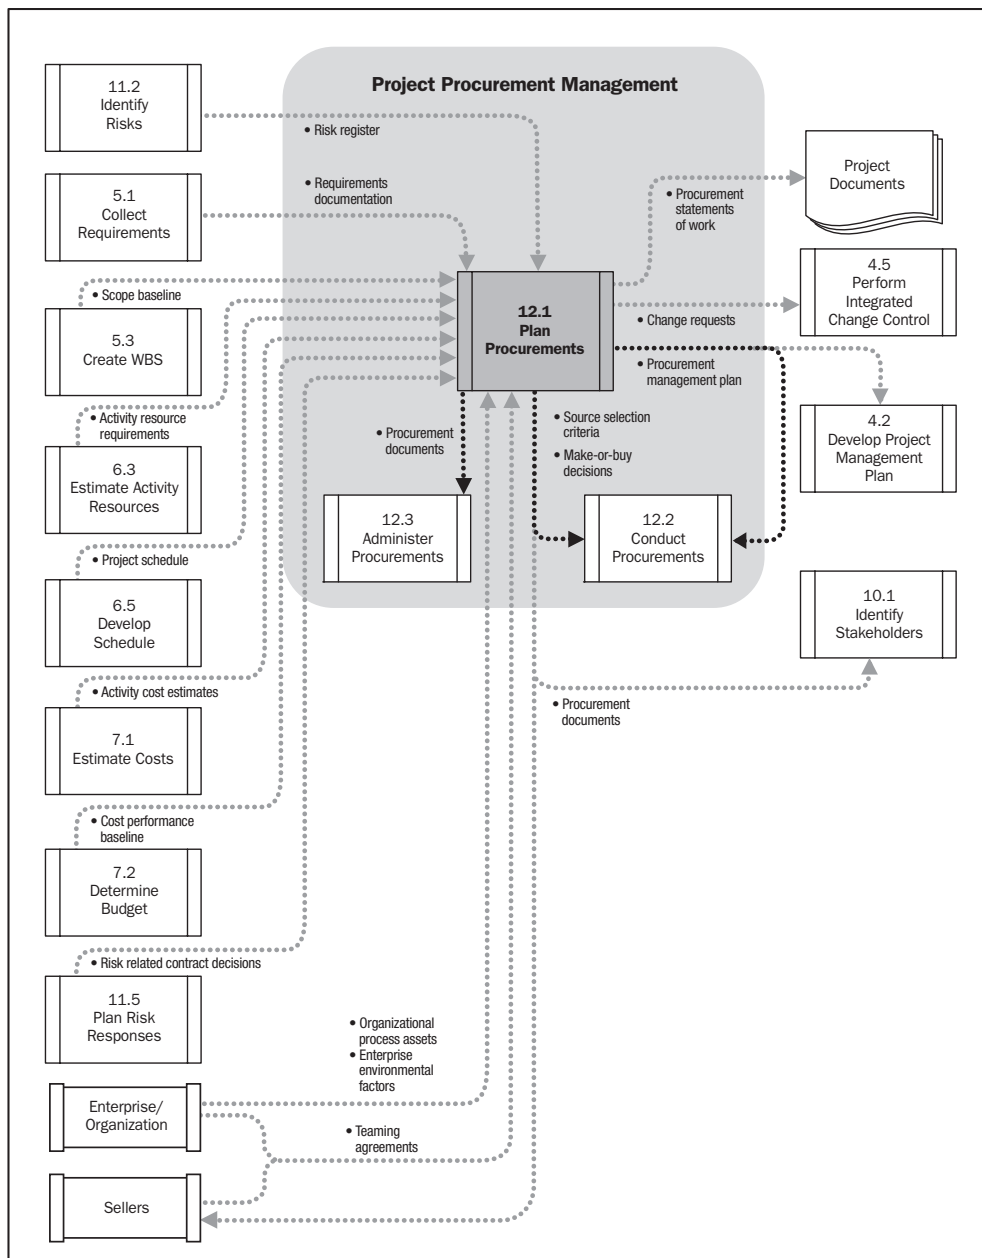 Project Procurement Management
11.2
Identify
Risks
• Risk register
5.1
Collect
Requirements
• Requirements
documentation
Project
Documents
• Procurement
statements
of work
4.5
Perform
Integrated
Change Control
• Change requests
5.3
Create WBS
• Scope baseline
12.1
Plan
Procurements
• Procurement
management plan
4.2
Develop Project
Management
Plan
• Activity resource
requirements
6.3
Estimate Activity
Resources
• Procurement
documents
• Source selection
criteria
• Make-or-buy
decisions
12.3
Administer
Procurements
12.2
Conduct
Procurements
• Project schedule
6.5
Develop
Schedule
10.1
Identify
Stakeholders
• Activity cost estimates
7.1
Estimate Costs
• Procurement
documents
• Cost performance
baseline
7.2
Determine
Budget
• Risk related contract decisions
11.5
Plan Risk
Responses
• Organizational
process assets
• Enterprise
environmental
factors
Enterprise/
Organization
• Teaming
agreements
Sellers